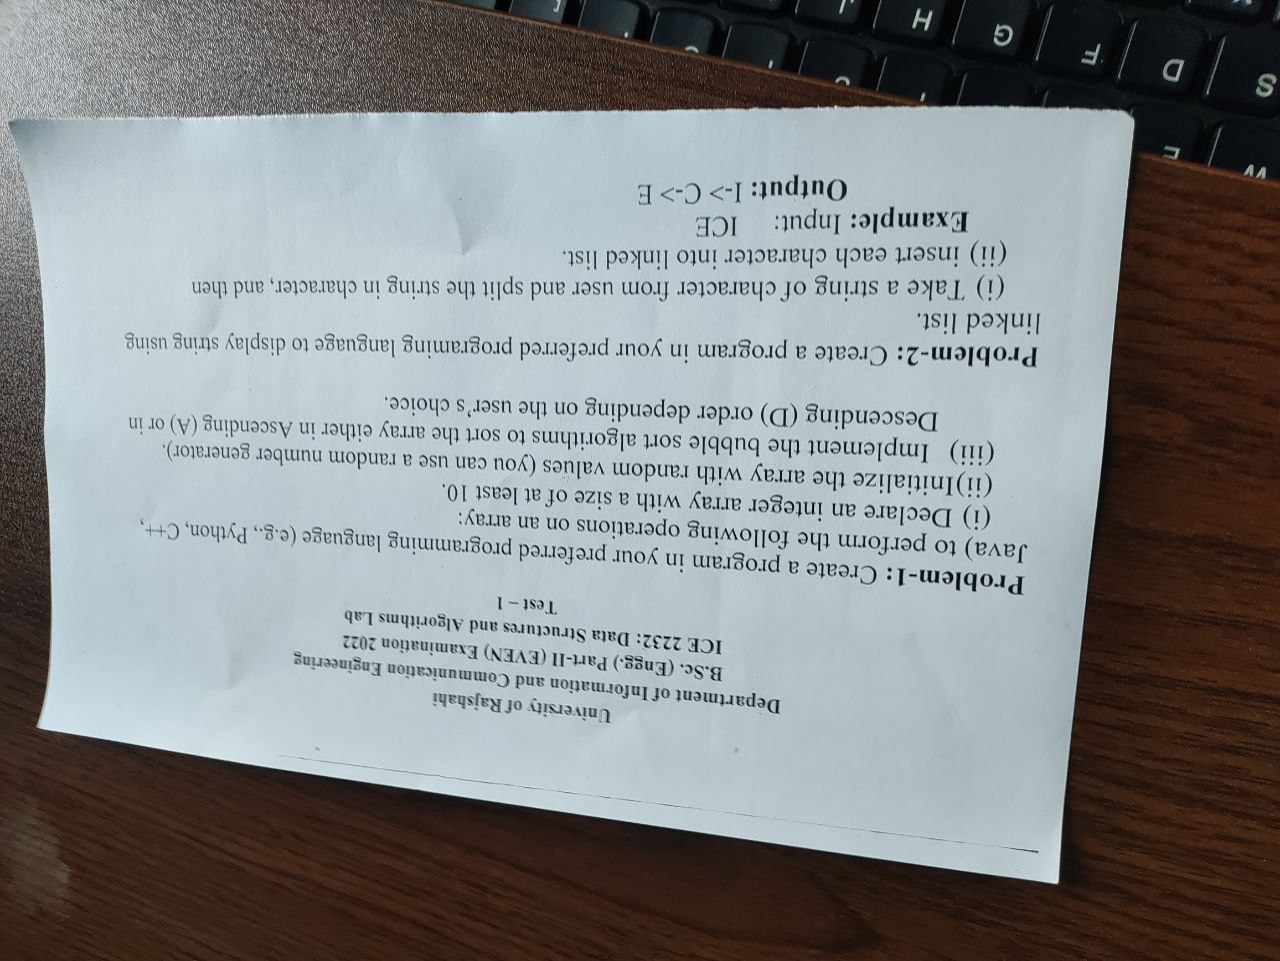 University of Rajshahi
Department of Information and Communication Engineering
B.Sc. (Engg.) Part-II (EVEN) Examination 2022
ICE 2232: Data Structures and Algorithms Lab
Test – 1
Problem-1: Create a program in your preferred programming language (e.g., Python, C++,
Java) to perform the following operations on an array:
(i) Declare an integer array with a size of at least 10.
(ii)Initialize the array with random values (you can use a random number generator).
(iii) Implement the bubble sort algorithms to sort the array either in Ascending (A) or in
Descending (D) order depending on the user's choice.
Problem-2: Create a program in your preferred programing language to display string using
linked list.
(i) Take a string of character from user and split the string in character, and then
(ii) insert each character into linked list.
Example: Input: ICE
Output: I-> C-> E
W E
S D F G H